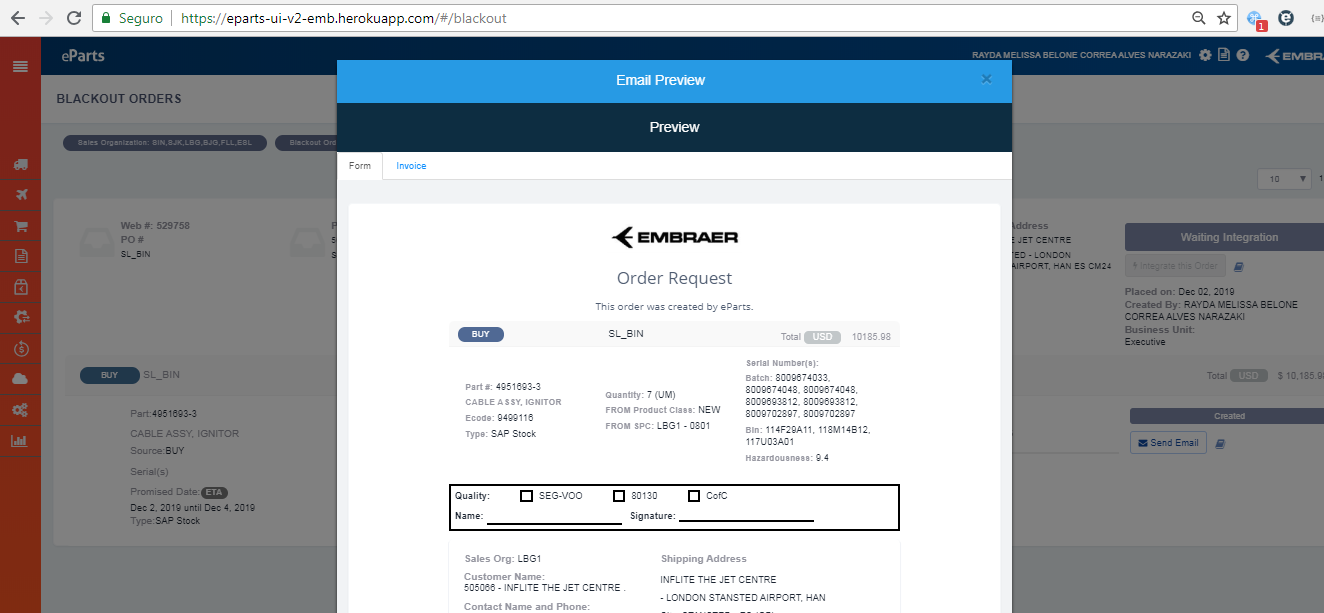 Seguro
https://eparts-ui-v2-emb.herokuapp.com/#/blackout
1
eParts
RAYDA MELISSA BELONE CORREA ALVES NARAZAKI
EMBRA
Email Preview
×
BLACKOUT ORDERS
Preview
Sales Organization: SIN,SJK,LBG,BJG,FLL,ESL
Blackout Ord
Form
Invoice
10
Web #: 529758
PO #
SL_BIN
EMBRAER
Order Request
This order was created by eParts.
BUY
SL_BIN
Total USD 10185.98
Part #: 4951693-3
CABLE ASSY, IGNITOR
Ecode: 9499116
Type: SAP Stock
Quantity: 7 (UM)
FROM Product Class: NEW
FROM SPC: LBG1 - 0801
Serial Number(s):
Batch: 8009674033,
8009674048, 8009674048,
8009693812, 8009693812,
8009702897, 8009702897
Bin: 114F29A11, 118M14B12,
117U03A01
Hazardousness: 9.4
Quality:
SEG-VOO
80130
CofC
Name:
Signature:
Sales Org: LBG1
Customer Name:
505066 - INFLITE THE JET CENTRE .
Contact Name and Phone:
Shipping Address
INFLITE THE JET CENTRE
- LONDON STANSTED AIRPORT, HAN
Address
E JET CENTRE
TED - LONDON
AIRPORT, HAN ES CM24
Waiting Integration
Integrate this Order
Placed on: Dec 02, 2019
Created By: RAYDA MELISSA BELONE
CORREA ALVES NARAZAKI
Business Unit:
Executive
BUY
SL_BIN
Total USD $ 10,185.9
Part:4951693-3
CABLE ASSY, IGNITOR
Source:BUY
Serial(s)
Promised Date: ETA
Dec 2, 2019 until Dec 4, 2019
Type:SAP Stock
Created
Send Email